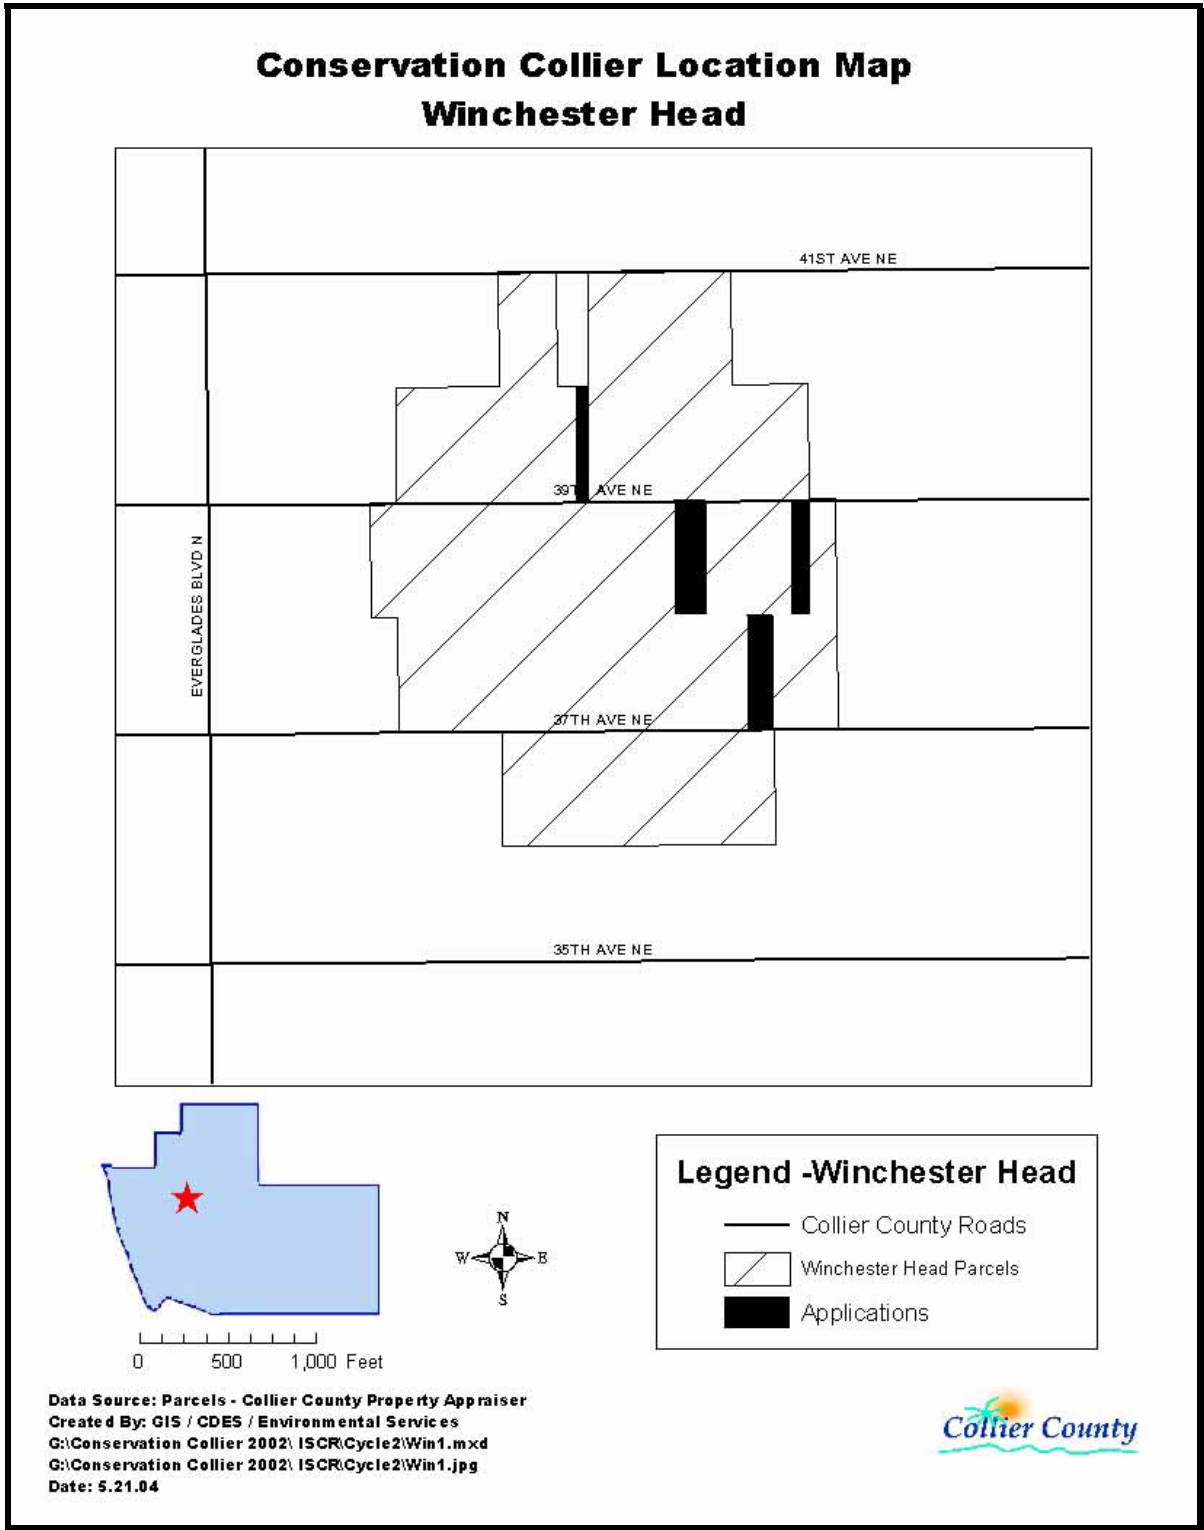 Conservation Collier Location Map
Winchester Head
41ST AVE NE
39TH AVE NE
EVERGLADES BLVD N
37TH AVE NE
35TH AVE NE
Legend -Winchester Head
Collier County Roads
Winchester Head Parcels
Applications
N
W E
S
0 500 1,000 Feet
Data Source: Parcels - Collier County Property Appraiser
Created By: GIS / CDES / Environmental Services
G:\Conservation Collier 2002\ ISCR\Cycle2\Win1.mxd
G:\Conservation Collier 2002\ ISCR\Cycle2\Win1.jpg
Date: 5.21.04
Collier County